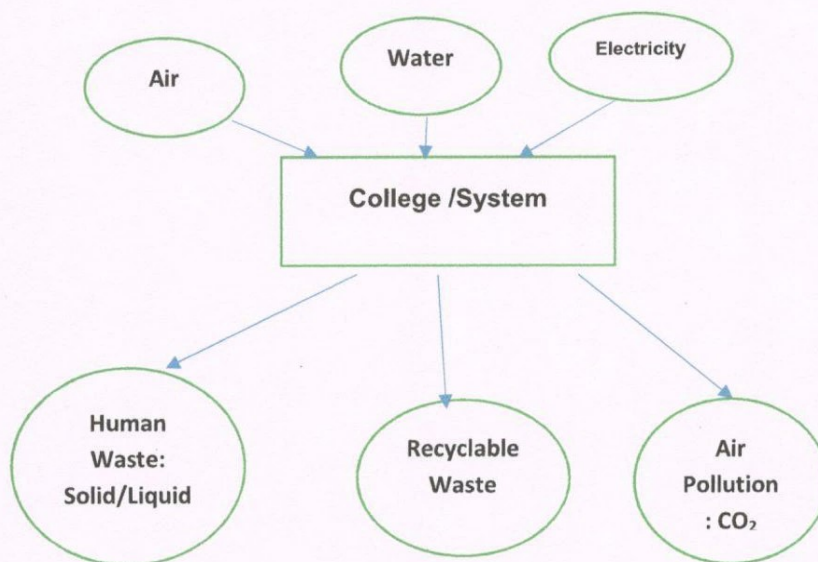 Air
Water
Electricity
College /System
Human
Waste:
Solid/Liquid
Recyclable
Waste
Air
Pollution
: CO₂